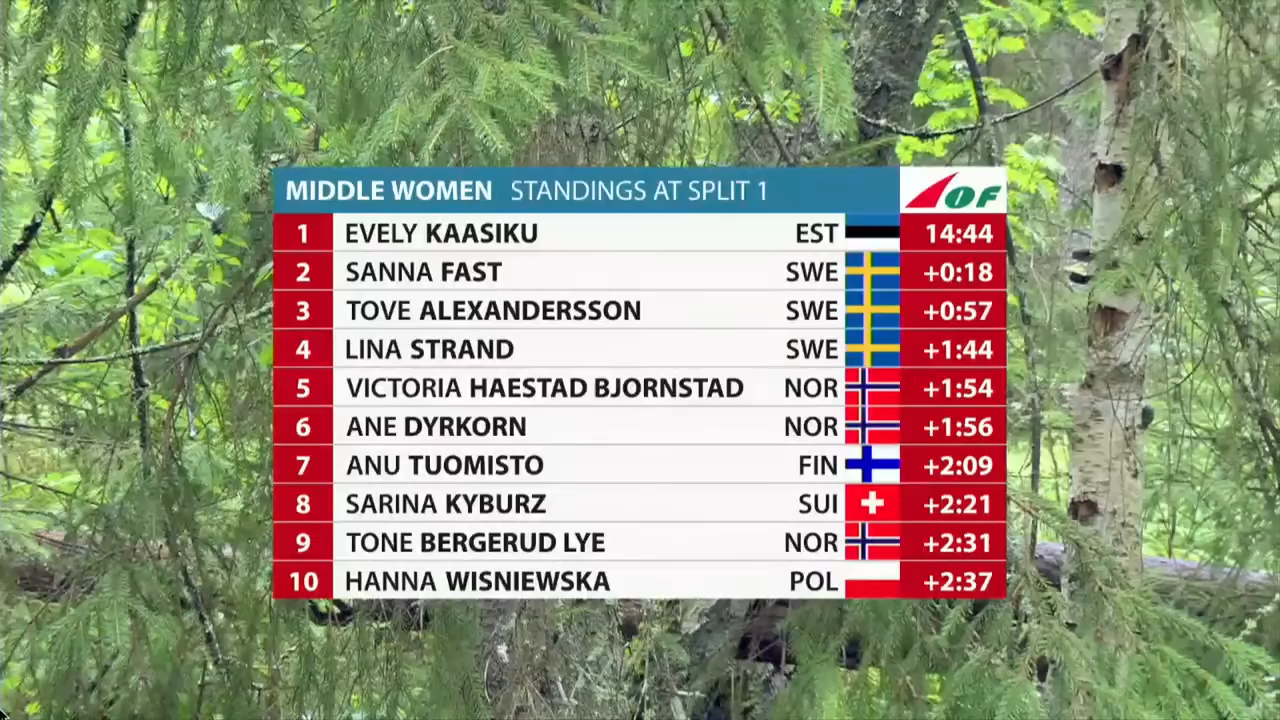 MIDDLE WOMEN STANDINGS AT SPLIT 1 IOF
1 EVELY KAASIKU EST 14:44
2 SANNA FAST SWE +0:18
3 TOVE ALEXANDERSSON SWE +0:57
4 LINA STRAND SWE +1:44
5 VICTORIA HAESTAD BJORNSTAD NOR +1:54
6 ANE DYRKORN NOR +1:56
7 ANU TUOMISTO FIN +2:09
8 SARINA KYBURZ SUI +2:21
9 TONE BERGERUD LYE NOR +2:31
10 HANNA WISNIEWSKA POL +2:37